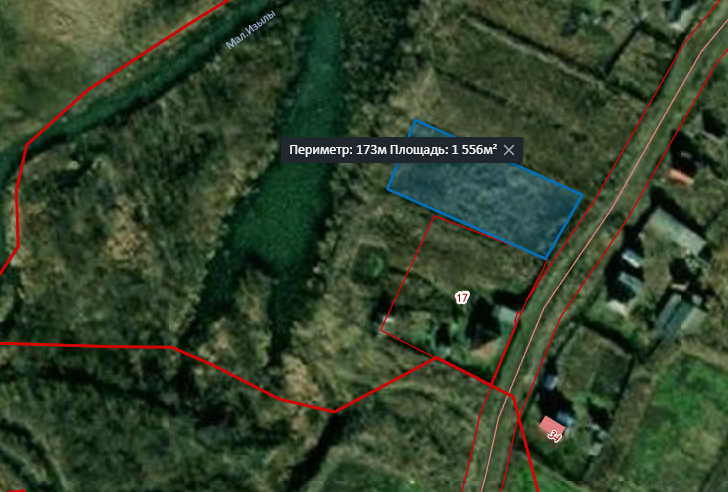 Мал.Изылы
Периметр: 173м Площадь: 1 556м²
17
34